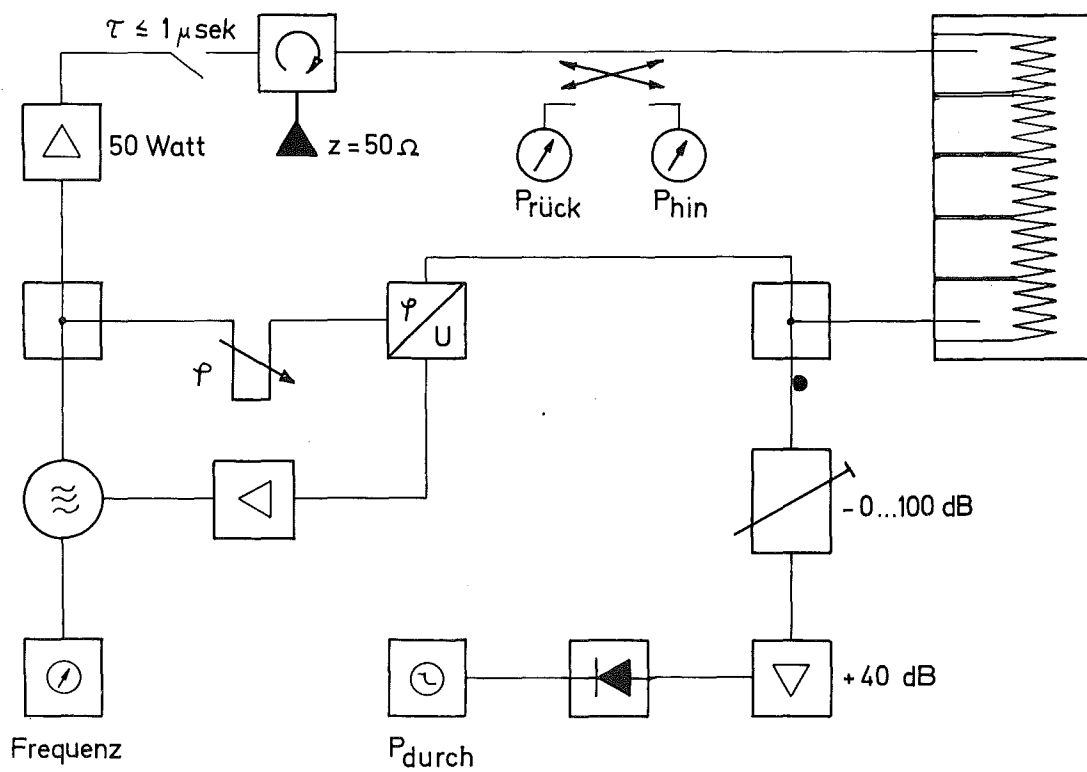 τ ≤ 1 μsek
50 Watt
z = 50 Ω
Prück
Phin
φ
φ
U
-0...100 dB
+40 dB
Frequenz
Pdurch